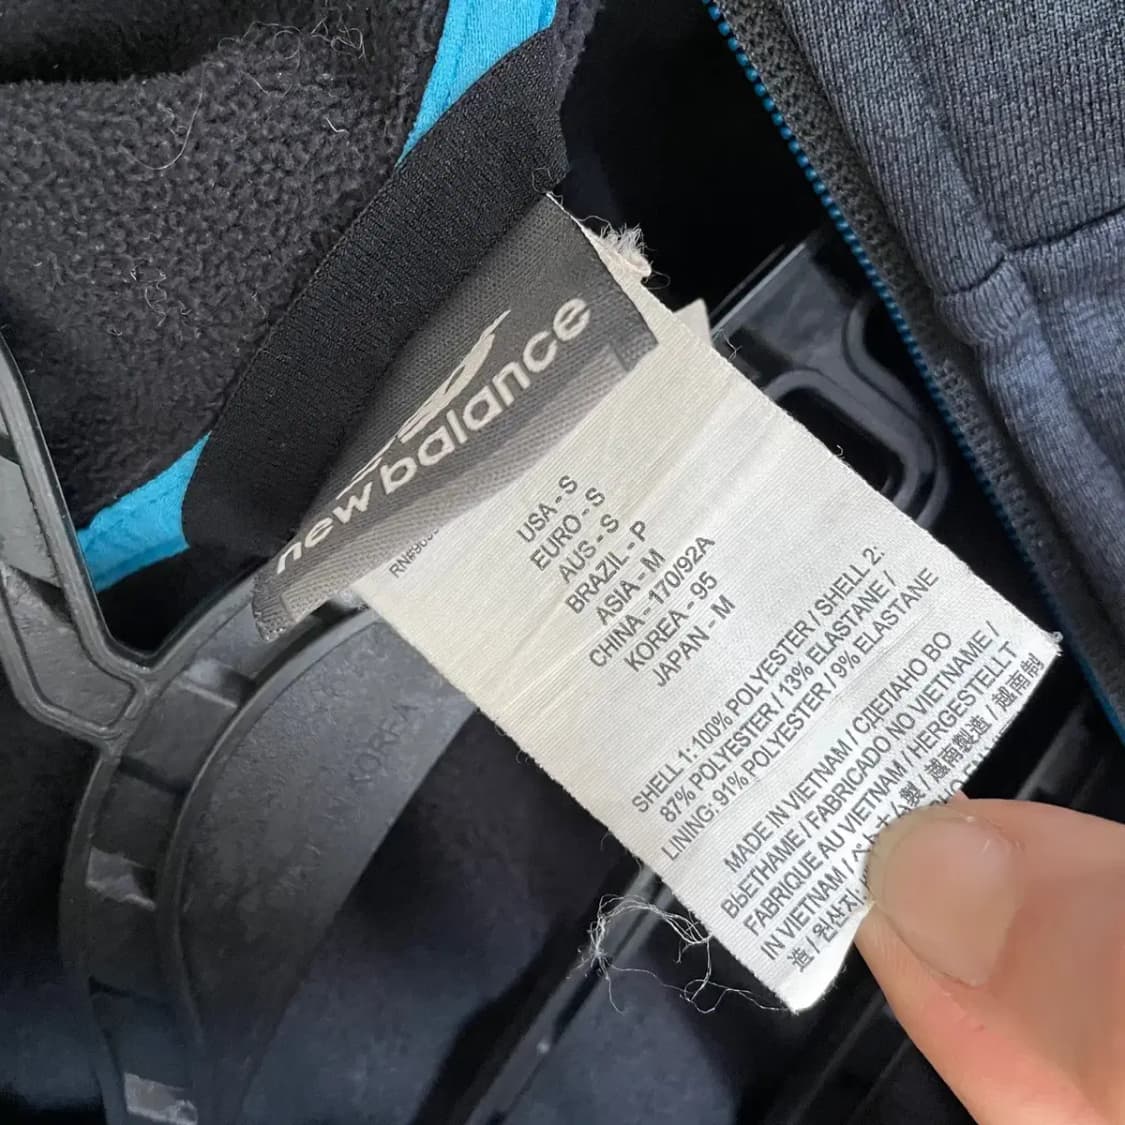 new balance
USA - S
EURO - S
AUS - S
BRAZIL - P
ASIA - M
CHINA - 170/92A
KOREA - 95
JAPAN - M
SHELL 1: 100% POLYESTER / SHELL 2:
87% POLYESTER / 13% ELASTANE /
LINING: 91% POLYESTER / 9% ELASTANE
MADE IN VIETNAM / СДЕЛАНО ВО
ВЬЕТНАМЕ / FABRICADO NO VIETNAME /
FABRIQUE AU VIETNAM / HERGESTELLT
IN VIETNAM / ベトナム製 / 越南製造 / 越南制
造 / 원산지
KOREA